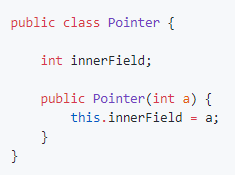 public class Pointer {
int innerField;
public Pointer(int a) {
this.innerField = a;
}
}